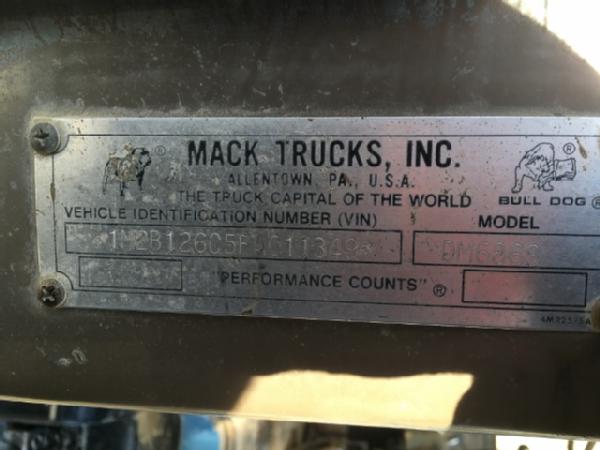 MACK TRUCKS, INC.
ALLENTOWN, PA., U.S.A.
THE TRUCK CAPITAL OF THE WORLD
BULL DOG ®
VEHICLE IDENTIFICATION NUMBER (VIN)
MODEL
"PERFORMANCE COUNTS" ®